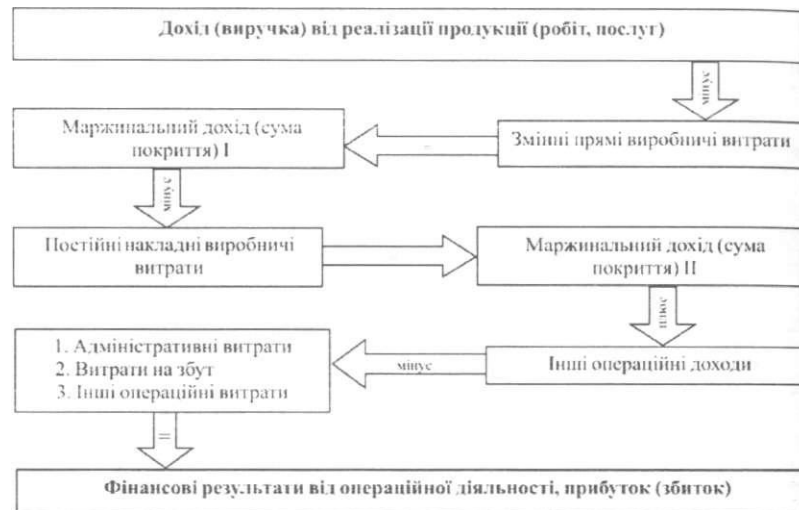 Дохід (виручка) від реалізації продукції (робіт, послуг)
мінус
Маржинальний дохід (сума
покриття) I
=
Змінні прямі виробничі витрати
мінус
Постійні накладні виробничі
витрати
Маржинальний дохід (сума
покриття) II
плюс
1. Адміністративні витрати
2. Витрати на збут
3. Інші операційні витрати
мінус
Інші операційні доходи
=
Фінансові результати від операційної діяльності, прибуток (збиток)